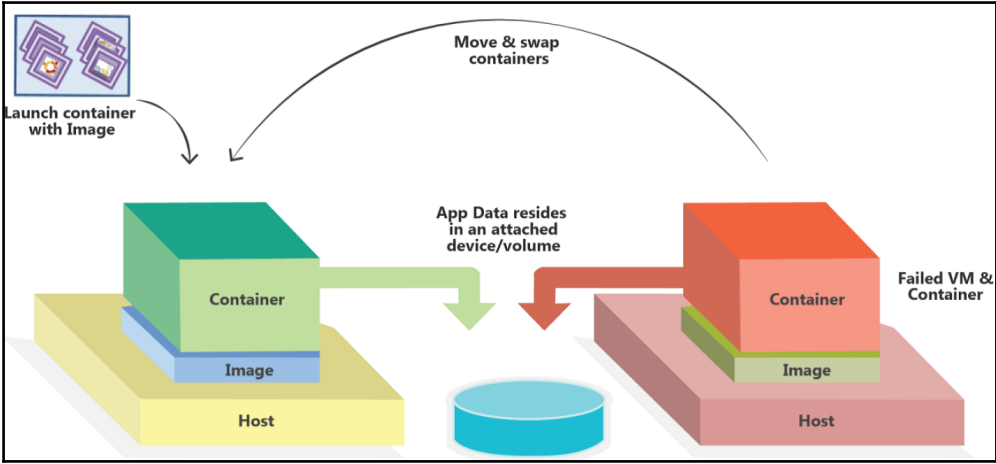 Move & swap
containers
Launch container
with Image
App Data resides
in an attached
device/volume
Failed VM &
Container
Container
Container
Image
Image
Host
Host